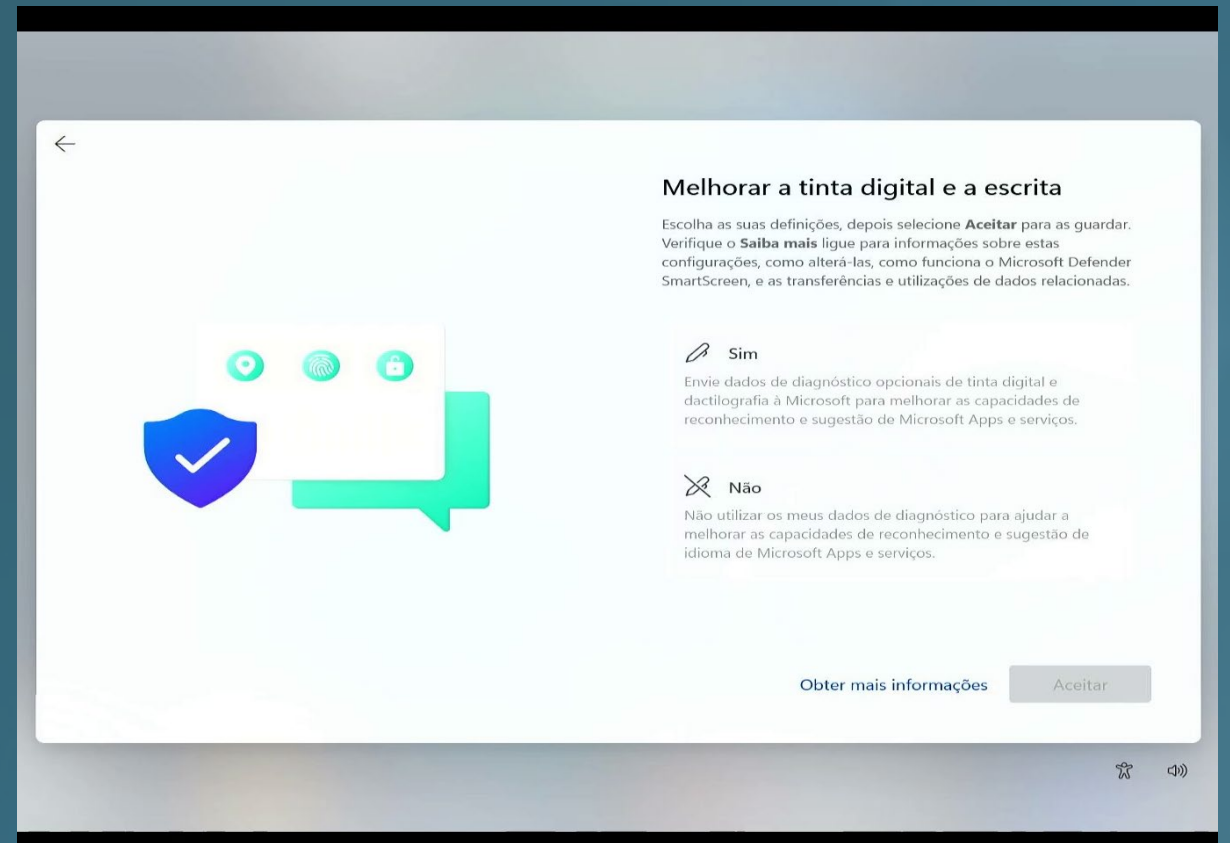 Melhorar a tinta digital e a escrita
Escolha as suas definições, depois selecione Aceitar para as guardar.
Verifique o Saiba mais ligue para informações sobre estas
configurações, como alterá-las, como funciona o Microsoft Defender
SmartScreen, e as transferências e utilizações de dados relacionadas.
Sim
Envie dados de diagnóstico opcionais de tinta digital e
dactilografia à Microsoft para melhorar as capacidades de
reconhecimento e sugestão de Microsoft Apps e serviços.
Não
Não utilizar os meus dados de diagnóstico para ajudar a
melhorar as capacidades de reconhecimento e sugestão de
idioma de Microsoft Apps e serviços.
Obter mais informações
Aceitar